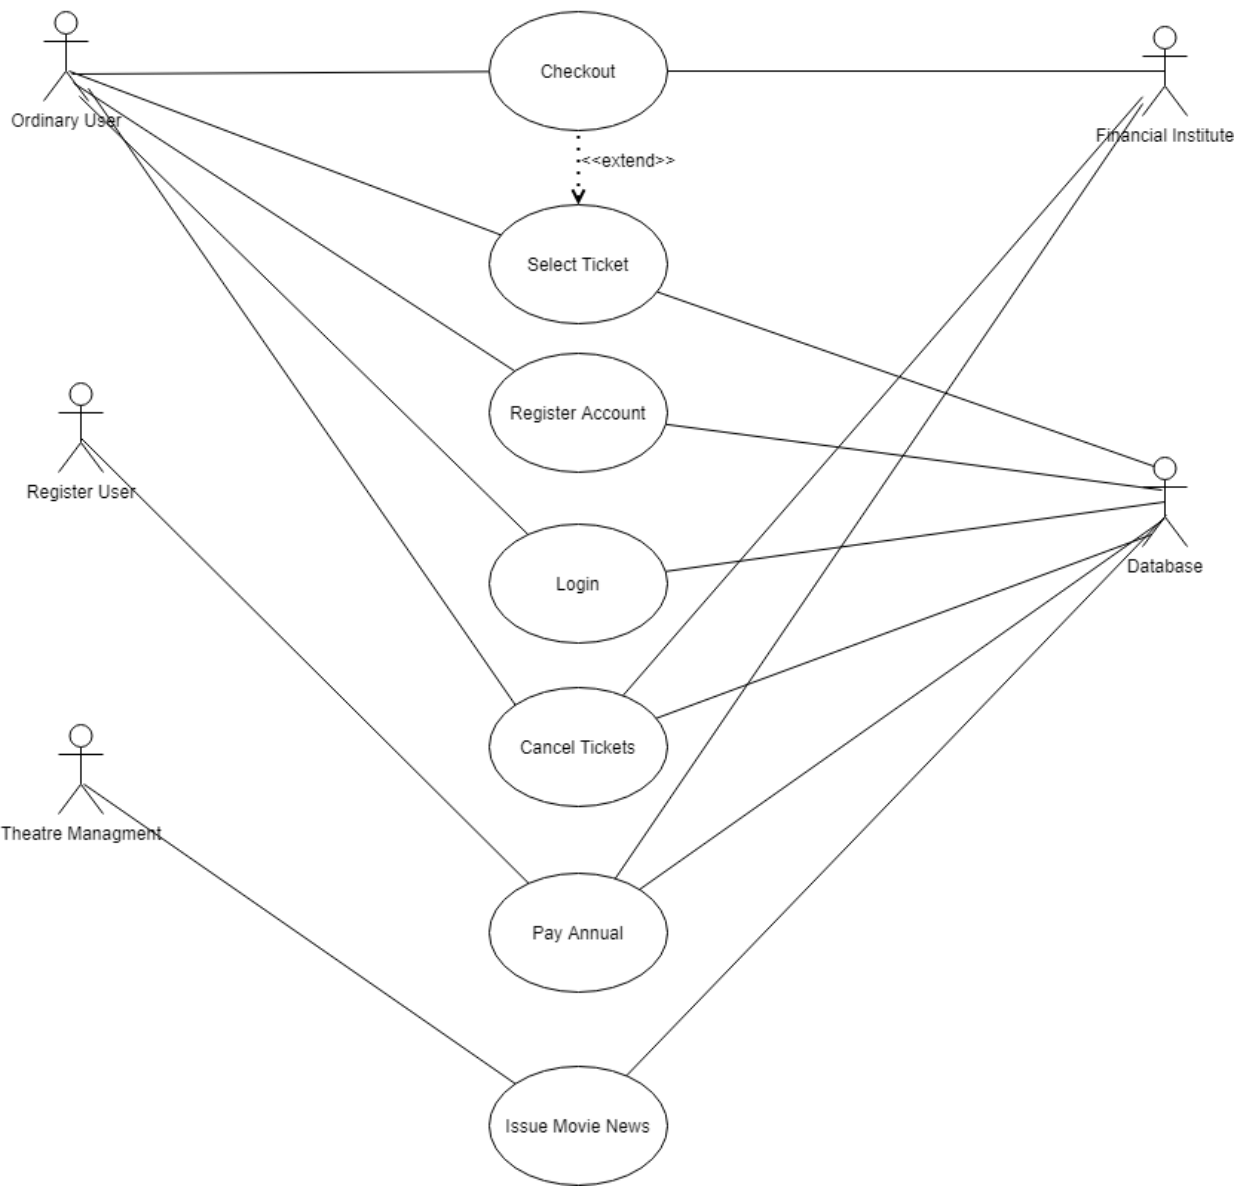 Checkout
Ordinary User
Financial Institute
<<extend>>
Select Ticket
Register Account
Register User
Database
Login
Cancel Tickets
Theatre Managment
Pay Annual
Issue Movie News